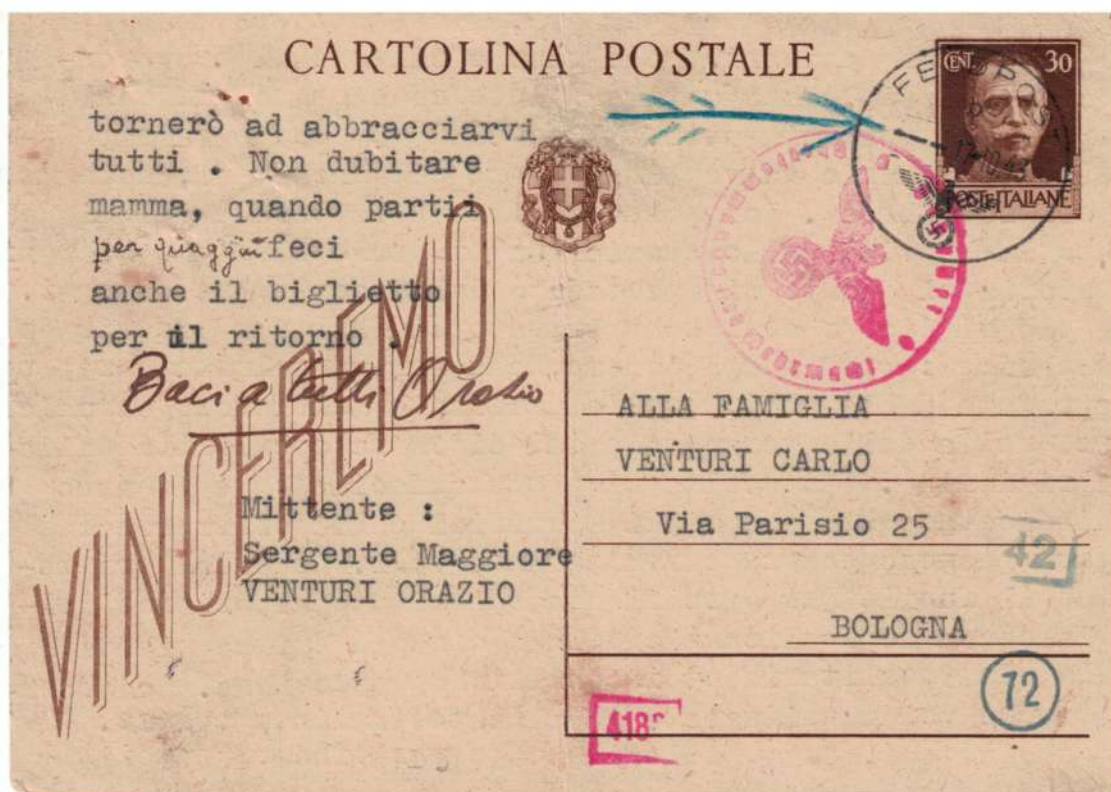 CARTOLINA POSTALE
CENT. 30
POSTE ITALIANE
FELDPOST
tornerò ad abbracciarvi
tutti . Non dubitare
mamma, quando partii
per quaggiù feci
anche il biglietto
per il ritorno .
Baci a tutti Orazio
VINCEREMO
Mittente :
Sergente Maggiore
VENTURI ORAZIO
ALLA FAMIGLIA
VENTURI CARLO
Via Parisio 25
BOLOGNA
42
72
418